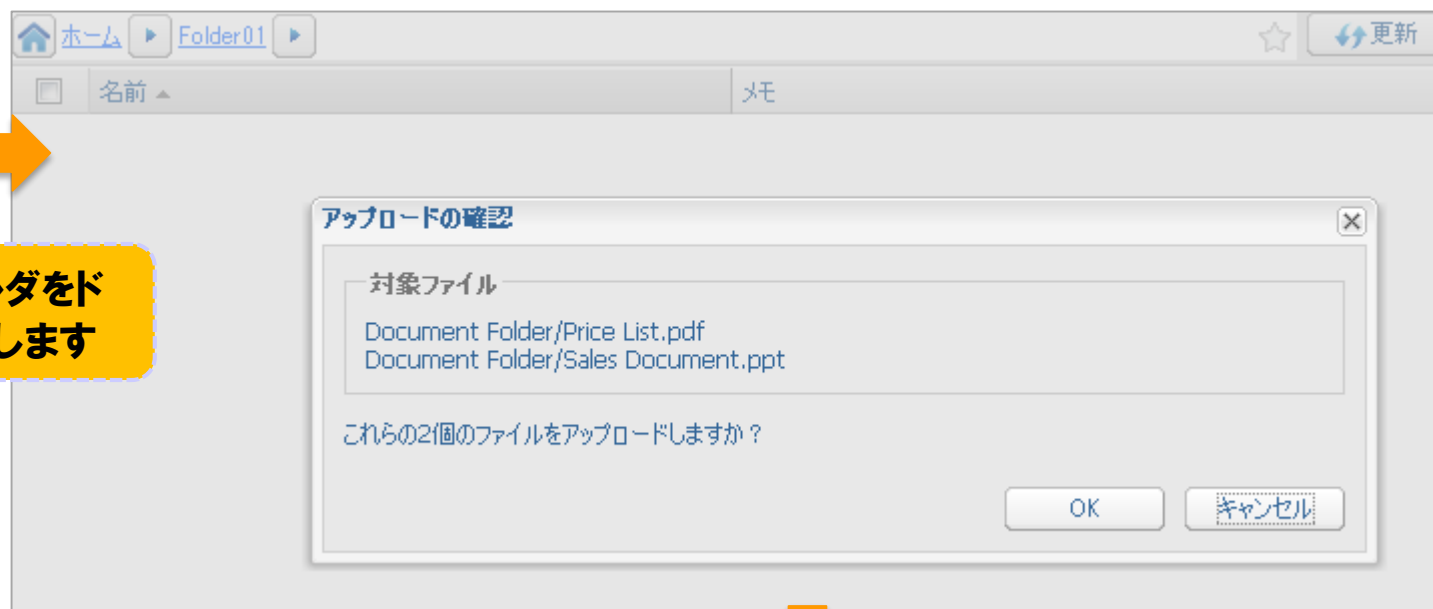 ホーム Folder01 更新
名前 メモ
ルダをド
します
アップロードの確認
対象ファイル
Document Folder/Price List.pdf
Document Folder/Sales Document.ppt
これらの2個のファイルをアップロードしますか？
OK キャンセル